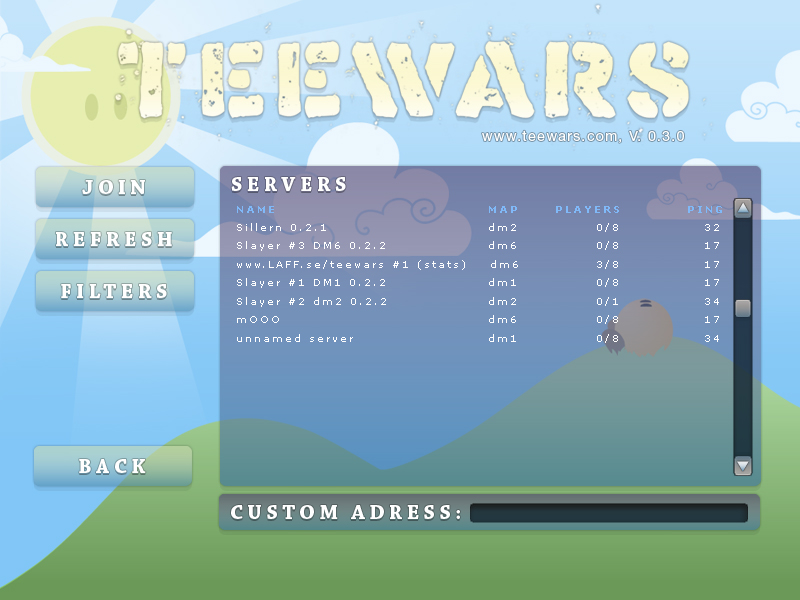 TEEWARS
www.teewars.com, V. 0.3.0
JOIN
REFRESH
FILTERS
BACK
SERVERS
NAME MAP PLAYERS PING
Sillern 0.2.1 dm2 0/8 32
Slayer #3 DM6 0.2.2 dm6 0/8 17
www.LAFF.se/teewars #1 (stats) dm6 3/8 17
Slayer #1 DM1 0.2.2 dm1 0/8 17
Slayer #2 dm2 0.2.2 dm2 0/1 34
mOOO dm6 0/8 17
unnamed server dm1 0/8 34
CUSTOM ADRESS: